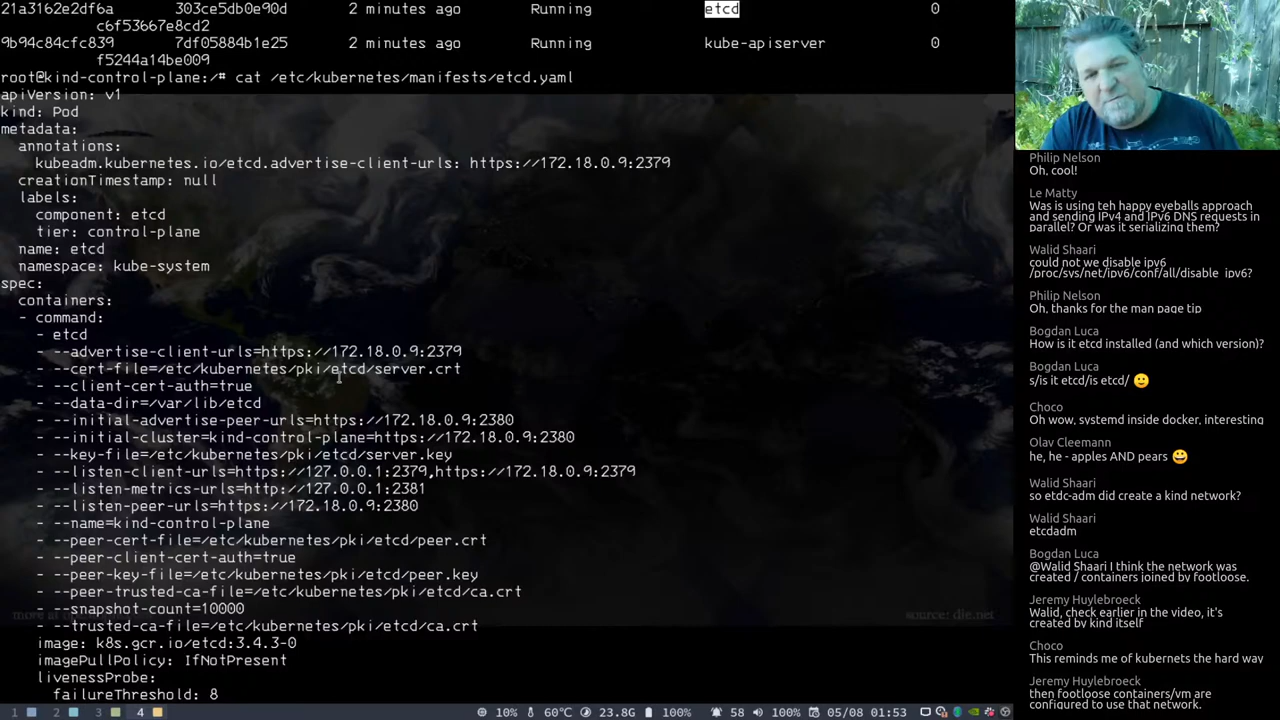 21a3162e2df6a 303ce5db0e90d 2 minutes ago Running etcd 0
c6f53667e8cd2
9b94c84cfc839 7df05884b1e25 2 minutes ago Running kube-apiserver 0
f5244a14be009
root@kind-control-plane:/# cat /etc/kubernetes/manifests/etcd.yaml
apiVersion: v1
kind: Pod
metadata:
annotations:
kubeadm.kubernetes.io/etcd.advertise-client-urls: https://172.18.0.9:2379
creationTimestamp: null
labels:
component: etcd
tier: control-plane
name: etcd
namespace: kube-system
spec:
containers:
- command:
- etcd
- --advertise-client-urls=https://172.18.0.9:2379
- --cert-file=/etc/kubernetes/pki/etcd/server.crt
- --client-cert-auth=true
- --data-dir=/var/lib/etcd
- --initial-advertise-peer-urls=https://172.18.0.9:2380
- --initial-cluster=kind-control-plane=https://172.18.0.9:2380
- --key-file=/etc/kubernetes/pki/etcd/server.key
- --listen-client-urls=https://127.0.0.1:2379,https://172.18.0.9:2379
- --listen-metrics-urls=http://127.0.0.1:2381
- --listen-peer-urls=https://172.18.0.9:2380
- --name=kind-control-plane
- --peer-cert-file=/etc/kubernetes/pki/etcd/peer.crt
- --peer-client-cert-auth=true
- --peer-key-file=/etc/kubernetes/pki/etcd/peer.key
- --peer-trusted-ca-file=/etc/kubernetes/pki/etcd/ca.crt
- --snapshot-count=10000
- --trusted-ca-file=/etc/kubernetes/pki/etcd/ca.crt
image: k8s.gcr.io/etcd:3.4.3-0
imagePullPolicy: IfNotPresent
livenessProbe:
failureThreshold: 8
source: die.net
1 2 3 4 10% 60℃ 23.8G 100% 58 100% 05/08 01:53
Philip Nelson
Oh, cool!
Le Matty
Was is using teh happy eyeballs approach
and sending IPv4 and IPv6 DNS requests in
parallel? Or was it serializing them?
Walid Shaari
could not we disable ipv6
/proc/sys/net/ipv6/conf/all/disable_ipv6?
Philip Nelson
Oh, thanks for the man page tip
Bogdan Luca
How is it etcd installed (and which version)?
Bogdan Luca
s/is it etcd/is etcd/ 🙂
Choco
Oh wow, systemd inside docker, interesting
Olav Cleemann
he, he - apples AND pears 😀
Walid Shaari
so etdc-adm did create a kind network?
Walid Shaari
etcdadm
Bogdan Luca
@Walid Shaari I think the network was
created / containers joined by footloose.
Jeremy Huylebroeck
Walid, check earlier in the video, it's
created by kind itself
Choco
This reminds me of kubernets the hard way
Jeremy Huylebroeck
then footloose containers/vm are
configured to use that network.